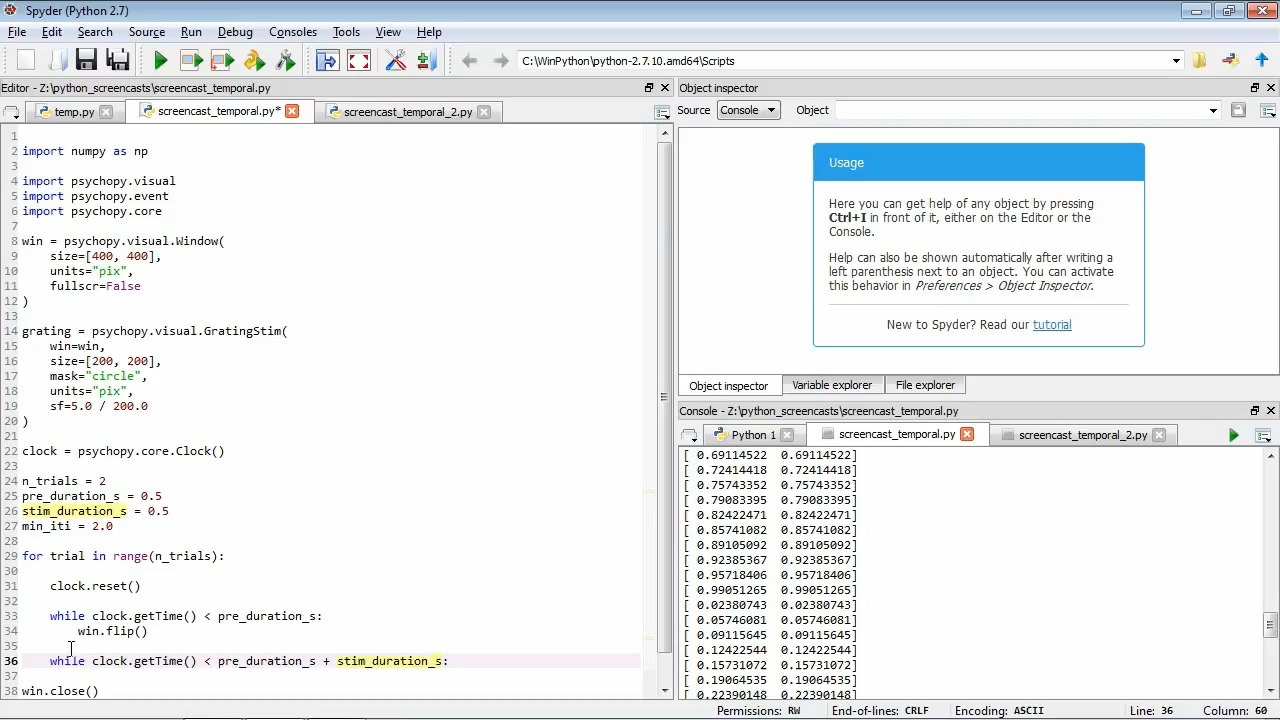 Spyder (Python 2.7)
File Edit Search Source Run Debug Consoles Tools View Help
C:\WinPython\python-2.7.10.amd64\Scripts
Editor - Z:\python_screencasts\screencast_temporal.py
temp.py screencast_temporal.py* screencast_temporal_2.py
1
2 import numpy as np
3
4 import psychopy.visual
5 import psychopy.event
6 import psychopy.core
7
8 win = psychopy.visual.Window(
9 size=[400, 400],
10 units="pix",
11 fullscr=False
12 )
13
14 grating = psychopy.visual.GratingStim(
15 win=win,
16 size=[200, 200],
17 mask="circle",
18 units="pix",
19 sf=5.0 / 200.0
20 )
21
22 clock = psychopy.core.Clock()
23
24 n_trials = 2
25 pre_duration_s = 0.5
26 stim_duration_s = 0.5
27 min_iti = 2.0
28
29 for trial in range(n_trials):
30
31 clock.reset()
32
33 while clock.getTime() < pre_duration_s:
34 win.flip()
35
36 while clock.getTime() < pre_duration_s + stim_duration_s:
37
38 win.close()
Object inspector
Source Console Object
Usage
Here you can get help of any object by pressing
Ctrl+I in front of it, either on the Editor or the
Console.
Help can also be shown automatically after writing a
left parenthesis next to an object. You can activate
this behavior in Preferences > Object Inspector.
New to Spyder? Read our tutorial
Object inspector Variable explorer File explorer
Console - Z:\python_screencasts\screencast_temporal.py
Python 1 screencast_temporal.py screencast_temporal_2.py
[ 0.69114522 0.69114522]
[ 0.72414418 0.72414418]
[ 0.75743352 0.75743352]
[ 0.79083395 0.79083395]
[ 0.82422471 0.82422471]
[ 0.85741082 0.85741082]
[ 0.89105092 0.89105092]
[ 0.92385367 0.92385367]
[ 0.95718406 0.95718406]
[ 0.99051265 0.99051265]
[ 0.02380743 0.02380743]
[ 0.05746081 0.05746081]
[ 0.09115645 0.09115645]
[ 0.12422544 0.12422544]
[ 0.15731072 0.15731072]
[ 0.19064535 0.19064535]
[ 0.22390148 0.22390148]
Permissions: RW End-of-lines: CRLF Encoding: ASCII Line: 36 Column: 60